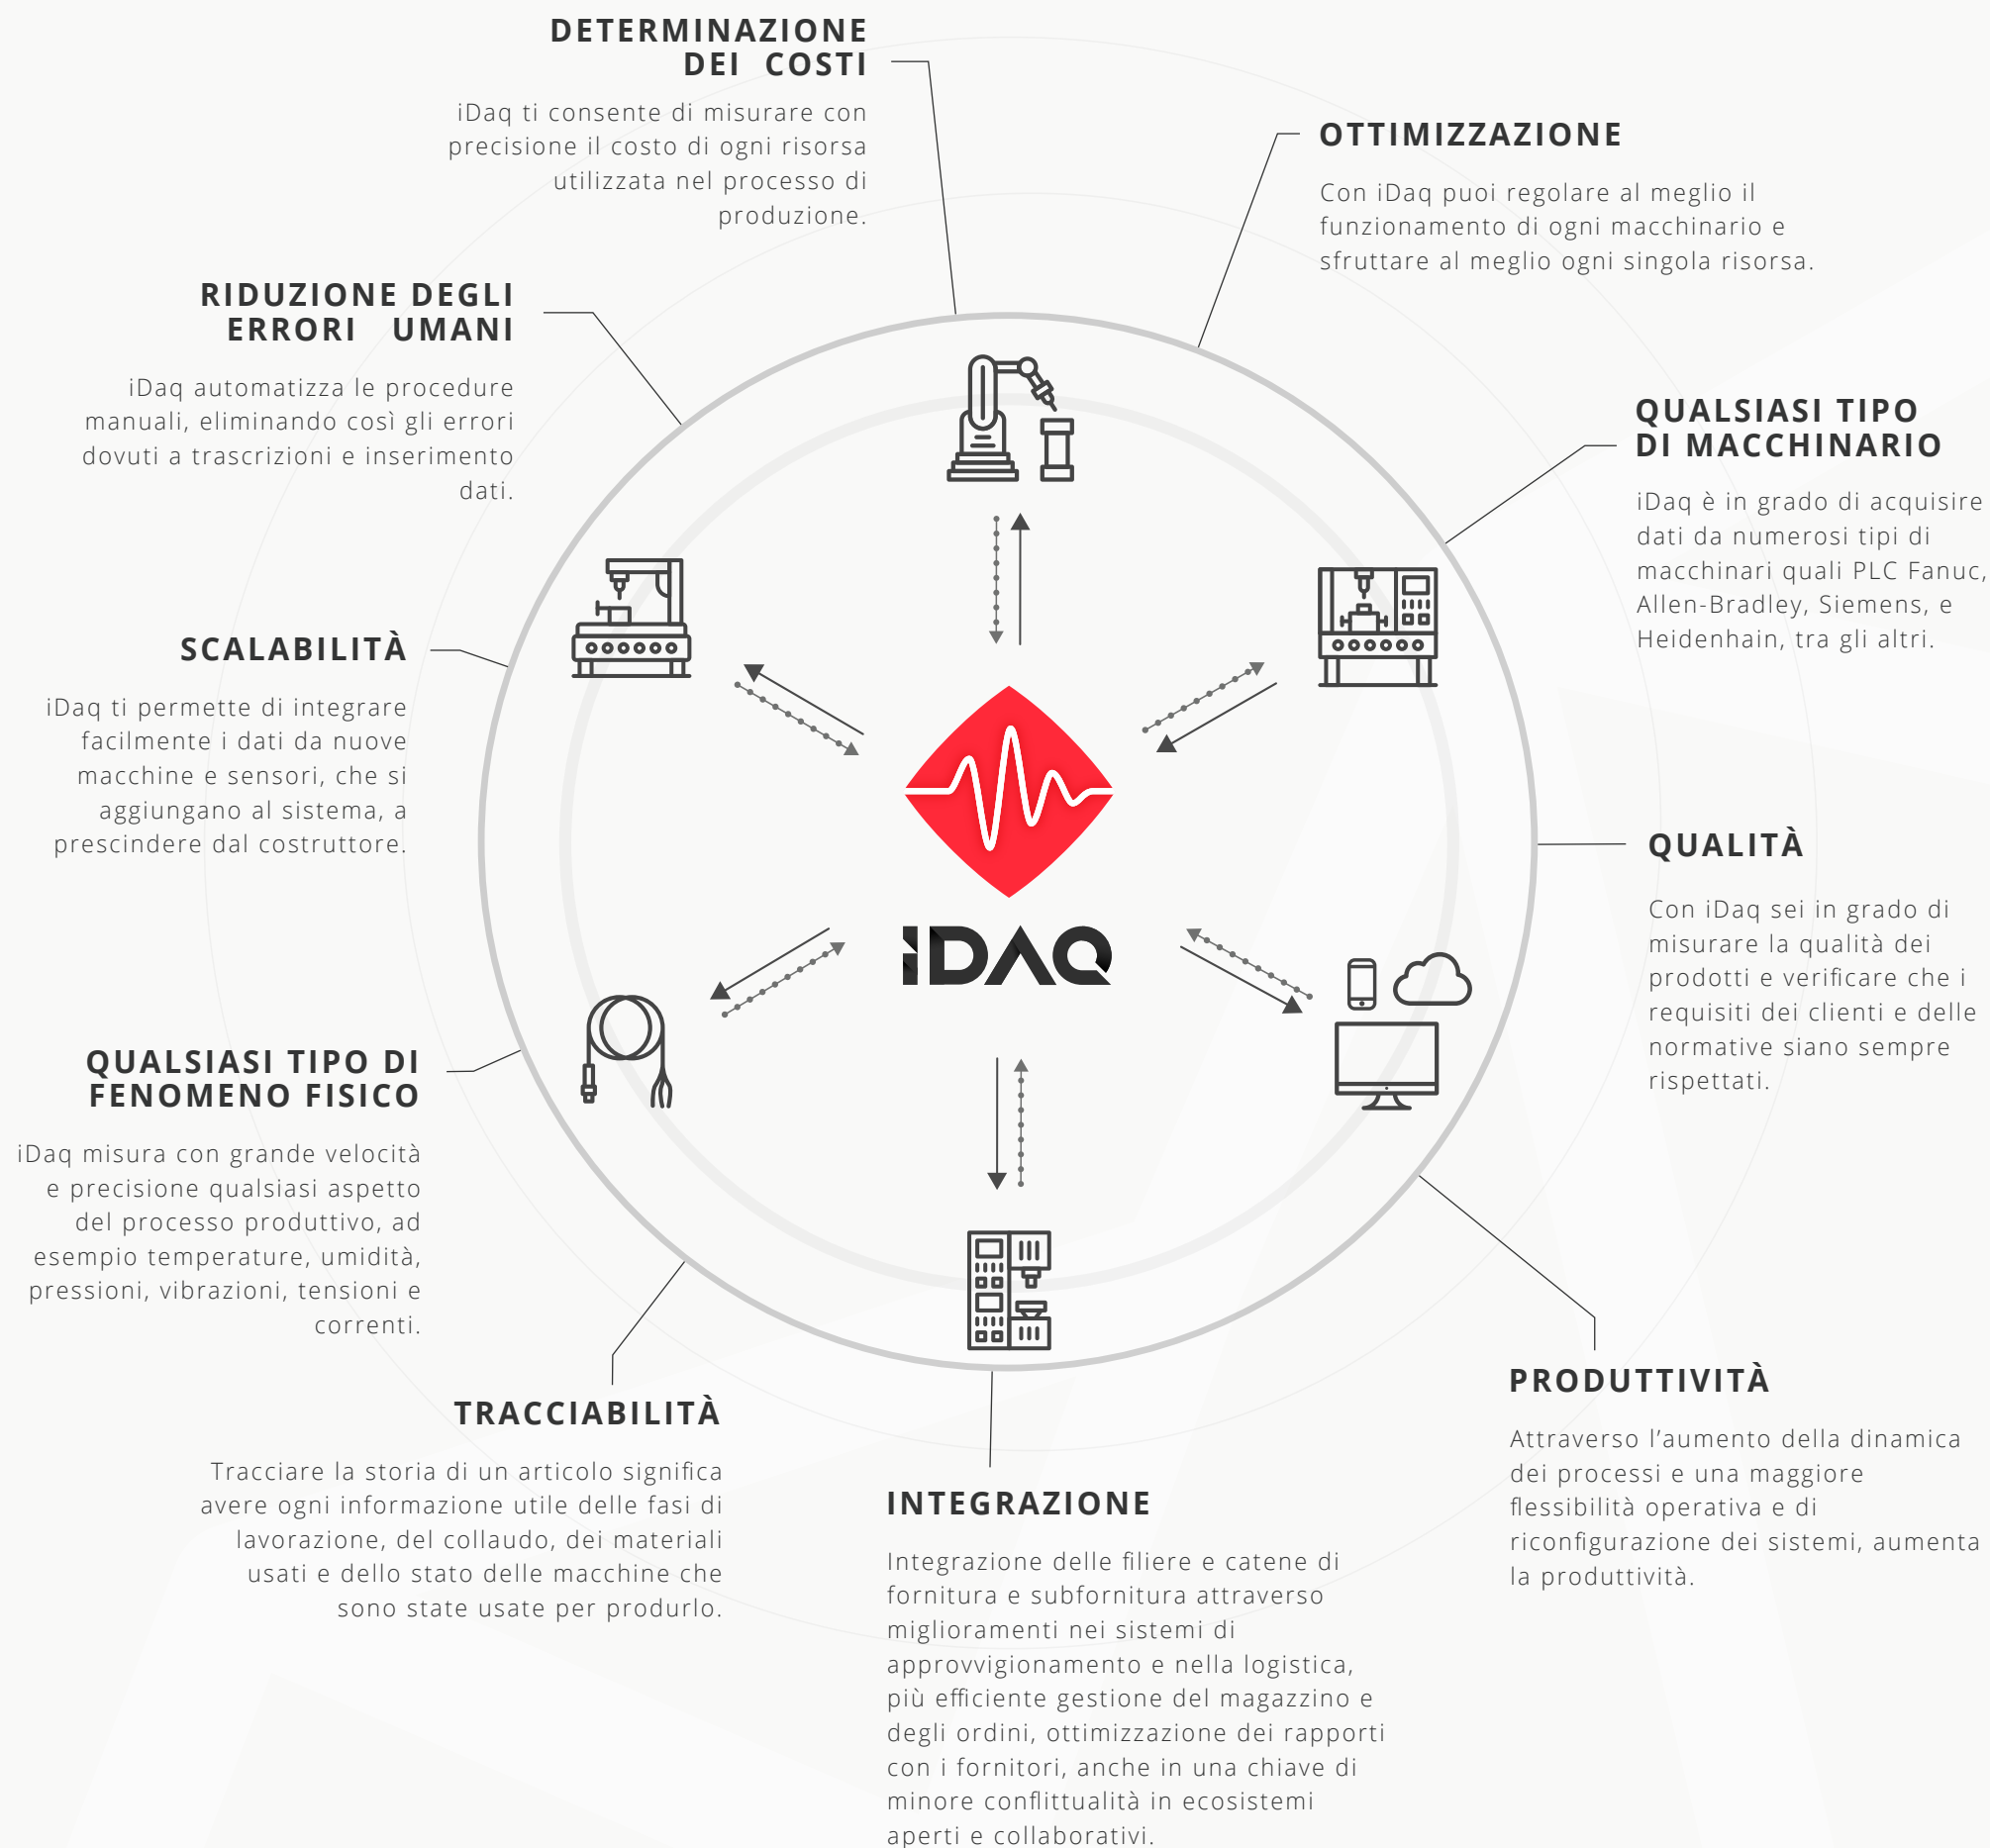 DETERMINAZIONE
DEI COSTI
iDaq ti consente di misurare con
precisione il costo di ogni risorsa
utilizzata nel processo di
produzione.
OTTIMIZZAZIONE
Con iDaq puoi regolare al meglio il
funzionamento di ogni macchinario e
sfruttare al meglio ogni singola risorsa.
RIDUZIONE DEGLI
ERRORI UMANI
iDaq automatizza le procedure
manuali, eliminando così gli errori
dovuti a trascrizioni e inserimento
dati.
QUALSIASI TIPO
DI MACCHINARIO
iDaq è in grado di acquisire
dati da numerosi tipi di
macchinari quali PLC Fanuc,
Allen-Bradley, Siemens, e
Heidenhain, tra gli altri.
SCALABILITÀ
iDaq ti permette di integrare
facilmente i dati da nuove
macchine e sensori, che si
aggiungano al sistema, a
prescindere dal costruttore.
iDAQ
QUALITÀ
Con iDaq sei in grado di
misurare la qualità dei
prodotti e verificare che i
requisiti dei clienti e delle
normative siano sempre
rispettati.
QUALSIASI TIPO DI
FENOMENO FISICO
iDaq misura con grande velocità
e precisione qualsiasi aspetto
del processo produttivo, ad
esempio temperature, umidità,
pressioni, vibrazioni, tensioni e
correnti.
TRACCIABILITÀ
Tracciare la storia di un articolo significa
avere ogni informazione utile delle fasi di
lavorazione, del collaudo, dei materiali
usati e dello stato delle macchine che
sono state usate per produrlo.
INTEGRAZIONE
Integrazione delle filiere e catene di
fornitura e subfornitura attraverso
miglioramenti nei sistemi di
approvvigionamento e nella logistica,
più efficiente gestione del magazzino e
degli ordini, ottimizzazione dei rapporti
con i fornitori, anche in una chiave di
minore conflittualità in ecosistemi
aperti e collaborativi.
PRODUTTIVITÀ
Attraverso l’aumento della dinamica
dei processi e una maggiore
flessibilità operativa e di
riconfigurazione dei sistemi, aumenta
la produttività.